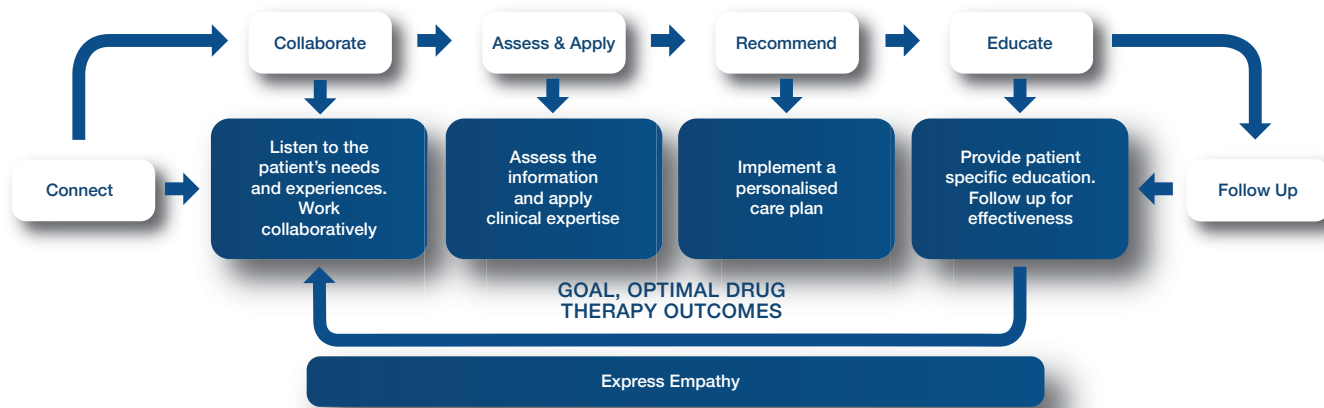 Collaborate
Assess & Apply
Recommend
Educate
Connect
Listen to the
patient’s needs
and experiences.
Work
collaboratively
Assess the
information
and apply
clinical expertise
Implement a
personalised
care plan
Provide patient
specific education.
Follow up for
effectiveness
Follow Up
GOAL, OPTIMAL DRUG
THERAPY OUTCOMES
Express Empathy